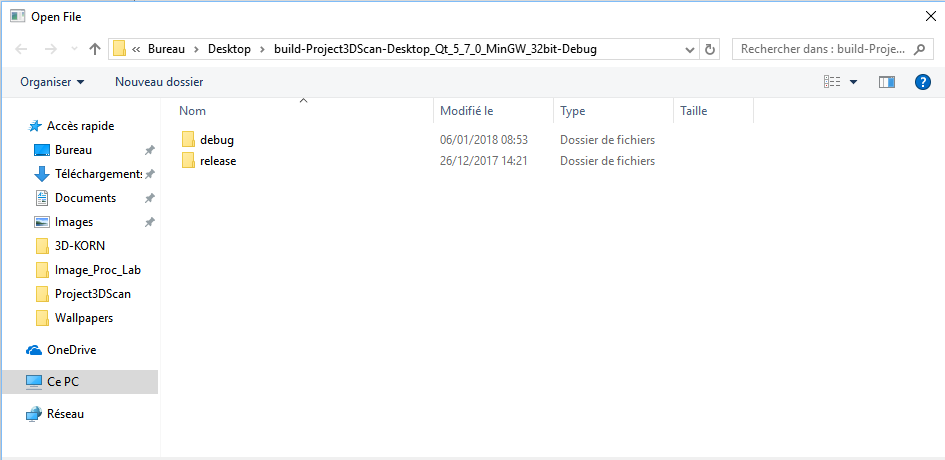 Open File
« Bureau > Desktop > build-Project3DScan-Desktop_Qt_5_7_0_MinGW_32bit-Debug
Rechercher dans : build-Proje...
Organiser
Nouveau dossier
?
Nom Modifié le Type Taille
debug 06/01/2018 08:53 Dossier de fichiers
release 26/12/2017 14:21 Dossier de fichiers
Accès rapide
Bureau
Téléchargements
Documents
Images
3D-KORN
Image_Proc_Lab
Project3DScan
Wallpapers
OneDrive
Ce PC
Réseau